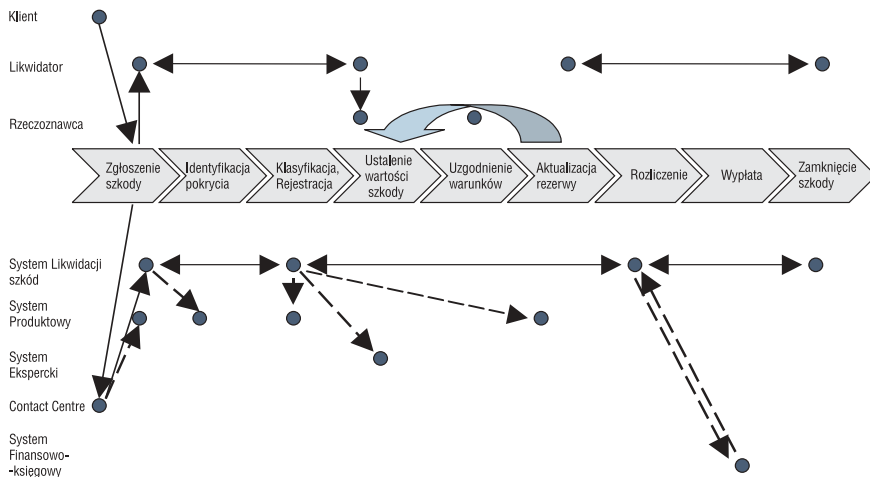 Klient
Likwidator
Rzeczoznawca
Zgłoszenie
szkody
Identyfikacja
pokrycia
Klasyfikacja,
Rejestracja
Ustalenie
wartości
szkody
Uzgodnienie
warunków
Aktualizacja
rezerwy
Rozliczenie
Wypłata
Zamknięcie
szkody
System Likwidacji
szkód
System
Produktowy
System
Ekspercki
Contact Centre
System
Finansowo-
-księgowy